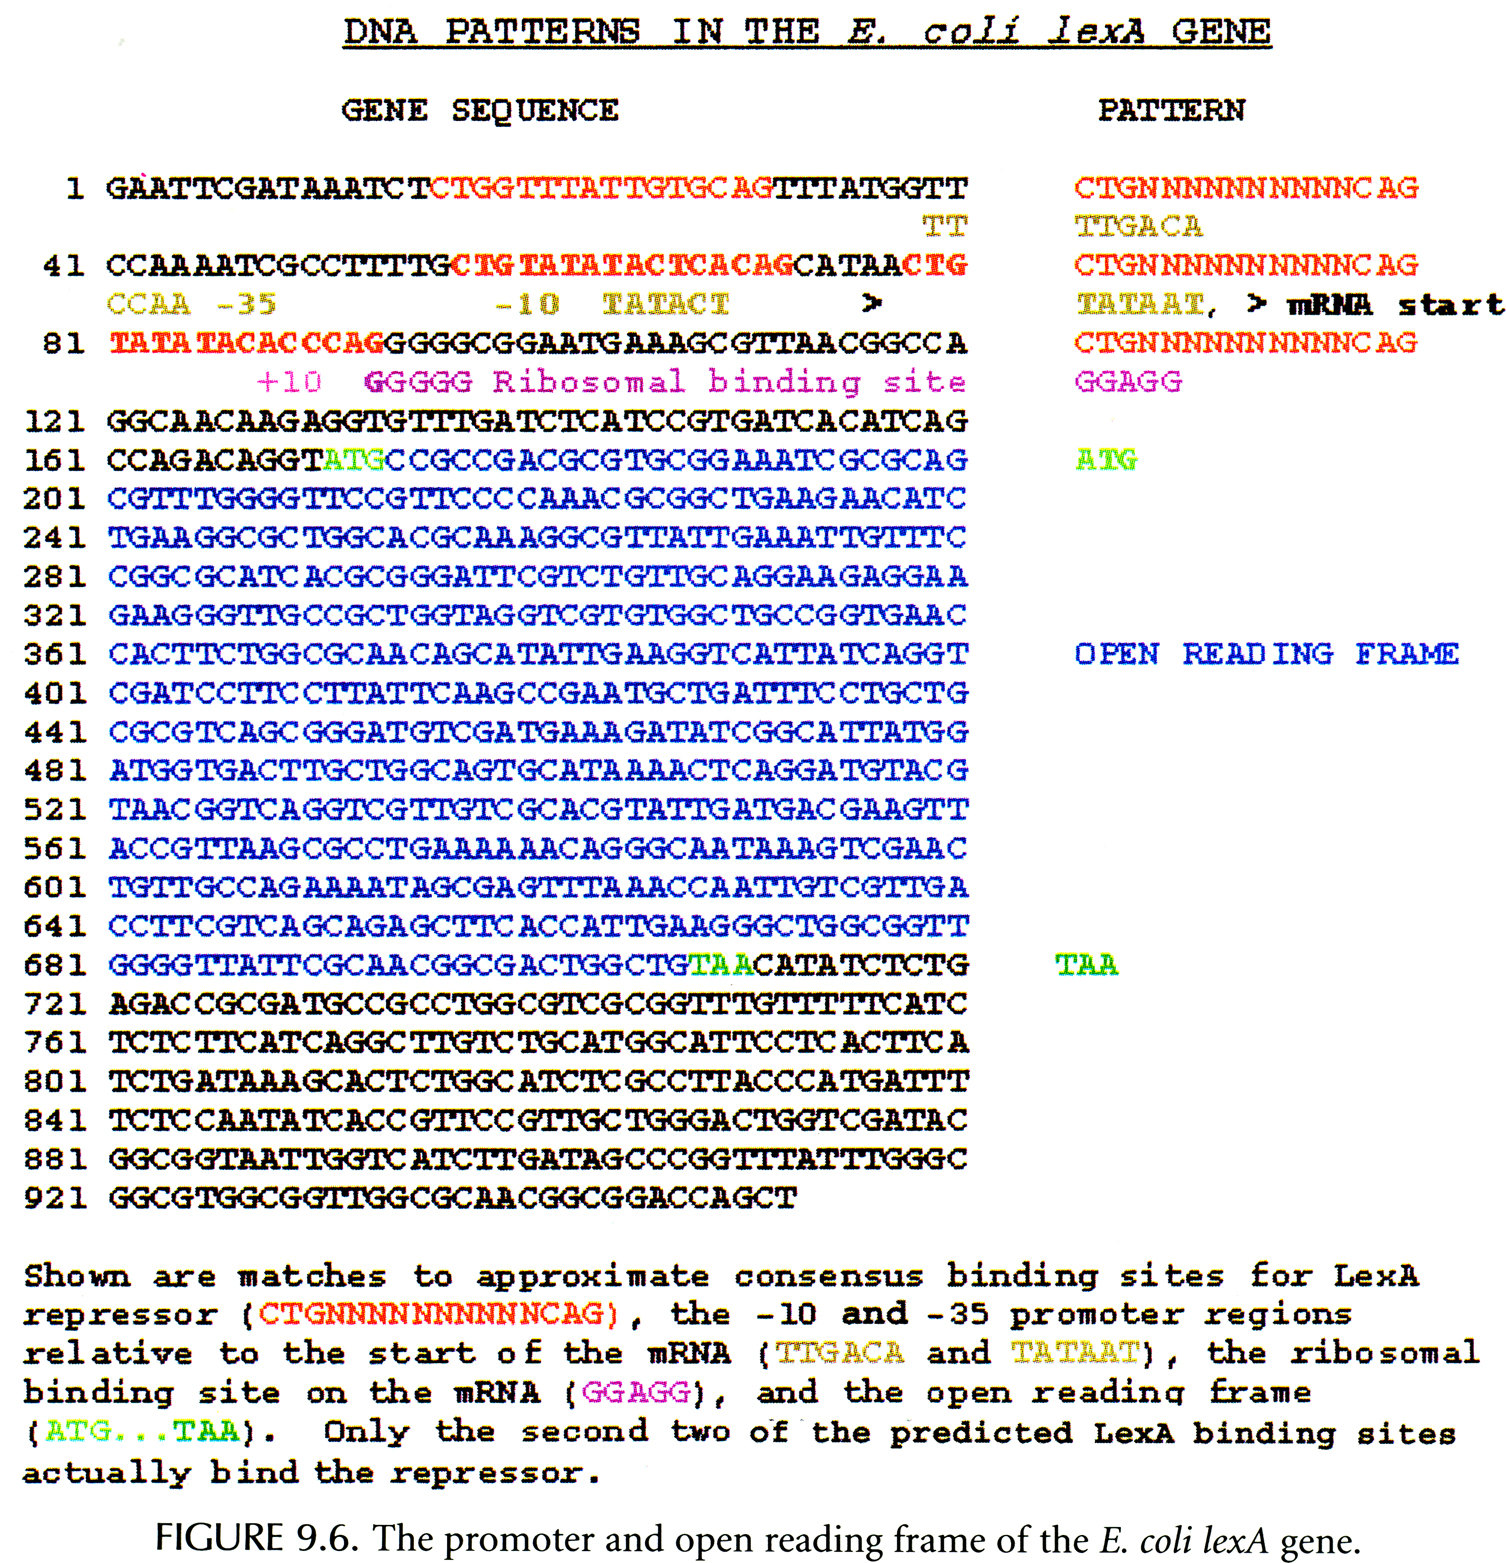 DNA PATTERNS IN THE E. coli lexA GENE
GENE SEQUENCE PATTERN
1 GAATTCGATAAATCTCTGGTTTATTGTGCAGTTTATGGTT CTGNNNNNNNNNNCAG
TT TTGACA
41 CCAAAATCGCCTTTTGCTGTATATACTCACAGCATAACTG CTGNNNNNNNNNNCAG
CCAA -35 -10 TATACT > TATAAT, > mRNA start
81 TATATACACCCAGGGGGCGGAATGAAAGCGTTAACGGCCA CTGNNNNNNNNNNCAG
+10 GGGGG Ribosomal binding site GGAGG
121 GGCAACAAGAGGTGTTTGATCTCATCCGTGATCACATCAG
161 CCAGACAGGTATGCCGCCGACGCGTGCGGAAATCGCGCAG ATG
201 CGTTTGGGGTTCCGTTCCCCAAACGCGGCTGAAGAACATC
241 TGAAGGCGCTGGCACGCAAAGGCGTTATTGAAATTGTTTC
281 CGGCGCATCACGCGGGATTCGTCTGTTGCAGGAAGAGGAA
321 GAAGGGTTGCCGCTGGTAGGTCGTGTGGCTGCCGGTGAAC
361 CACTTCTGGCGCAACAGCATATTGAAGGTCATTATCAGGT OPEN READING FRAME
401 CGATCCTTCCTTATTCAAGCCGAATGCTGATTTCCTGCTG
441 CGCGTCAGCGGGATGTCGATGAAAGATATCGGCATTATGG
481 ATGGTGACTTGCTGGCAGTGCATAAAACTCAGGATGTACG
521 TAACGGTCAGGTCGTTGTCGCACGTATTGATGACGAAGTT
561 ACCGTTAAGCGCCTGAAAAAACAGGGCAATAAAGTCGAAC
601 TGTTGCCAGAAAATAGCGAGTTTAAACCAATTGTCGTTGA
641 CCTTCGTCAGCAGAGCTTCACCATTGAAGGGCTGGCGGTT
681 GGGGTTATTCGCAACGGCGACTGGCTGTAACATATCTCTG TAA
721 AGACCGCGATGCCGCCTGGCGTCGCGGTTTGTTTTTCATC
761 TCTCTTCATCAGGCTTGTCTGCATGGCATTCCTCACTTCA
801 TCTGATAAAGCACTCTGGCATCTCGCCTTACCCATGATTT
841 TCTCCAATATCACCGTTCCGTTGCTGGGACTGGTCGATAC
881 GGCGGTAATTGGTCATCTTGATAGCCCGGTTTATTTGGGC
921 GGCGTGGCGGTTGGCGCAACGGCGGACCAGCT
Shown are matches to approximate consensus binding sites for LexA
repressor (CTGNNNNNNNNNNCAG), the -10 and -35 promoter regions
relative to the start of the mRNA (TTGACA and TATAAT), the ribosomal
binding site on the mRNA (GGAGG), and the open reading frame
(ATG...TAA). Only the second two of the predicted LexA binding sites
actually bind the repressor.
FIGURE 9.6. The promoter and open reading frame of the E. coli lexA gene.